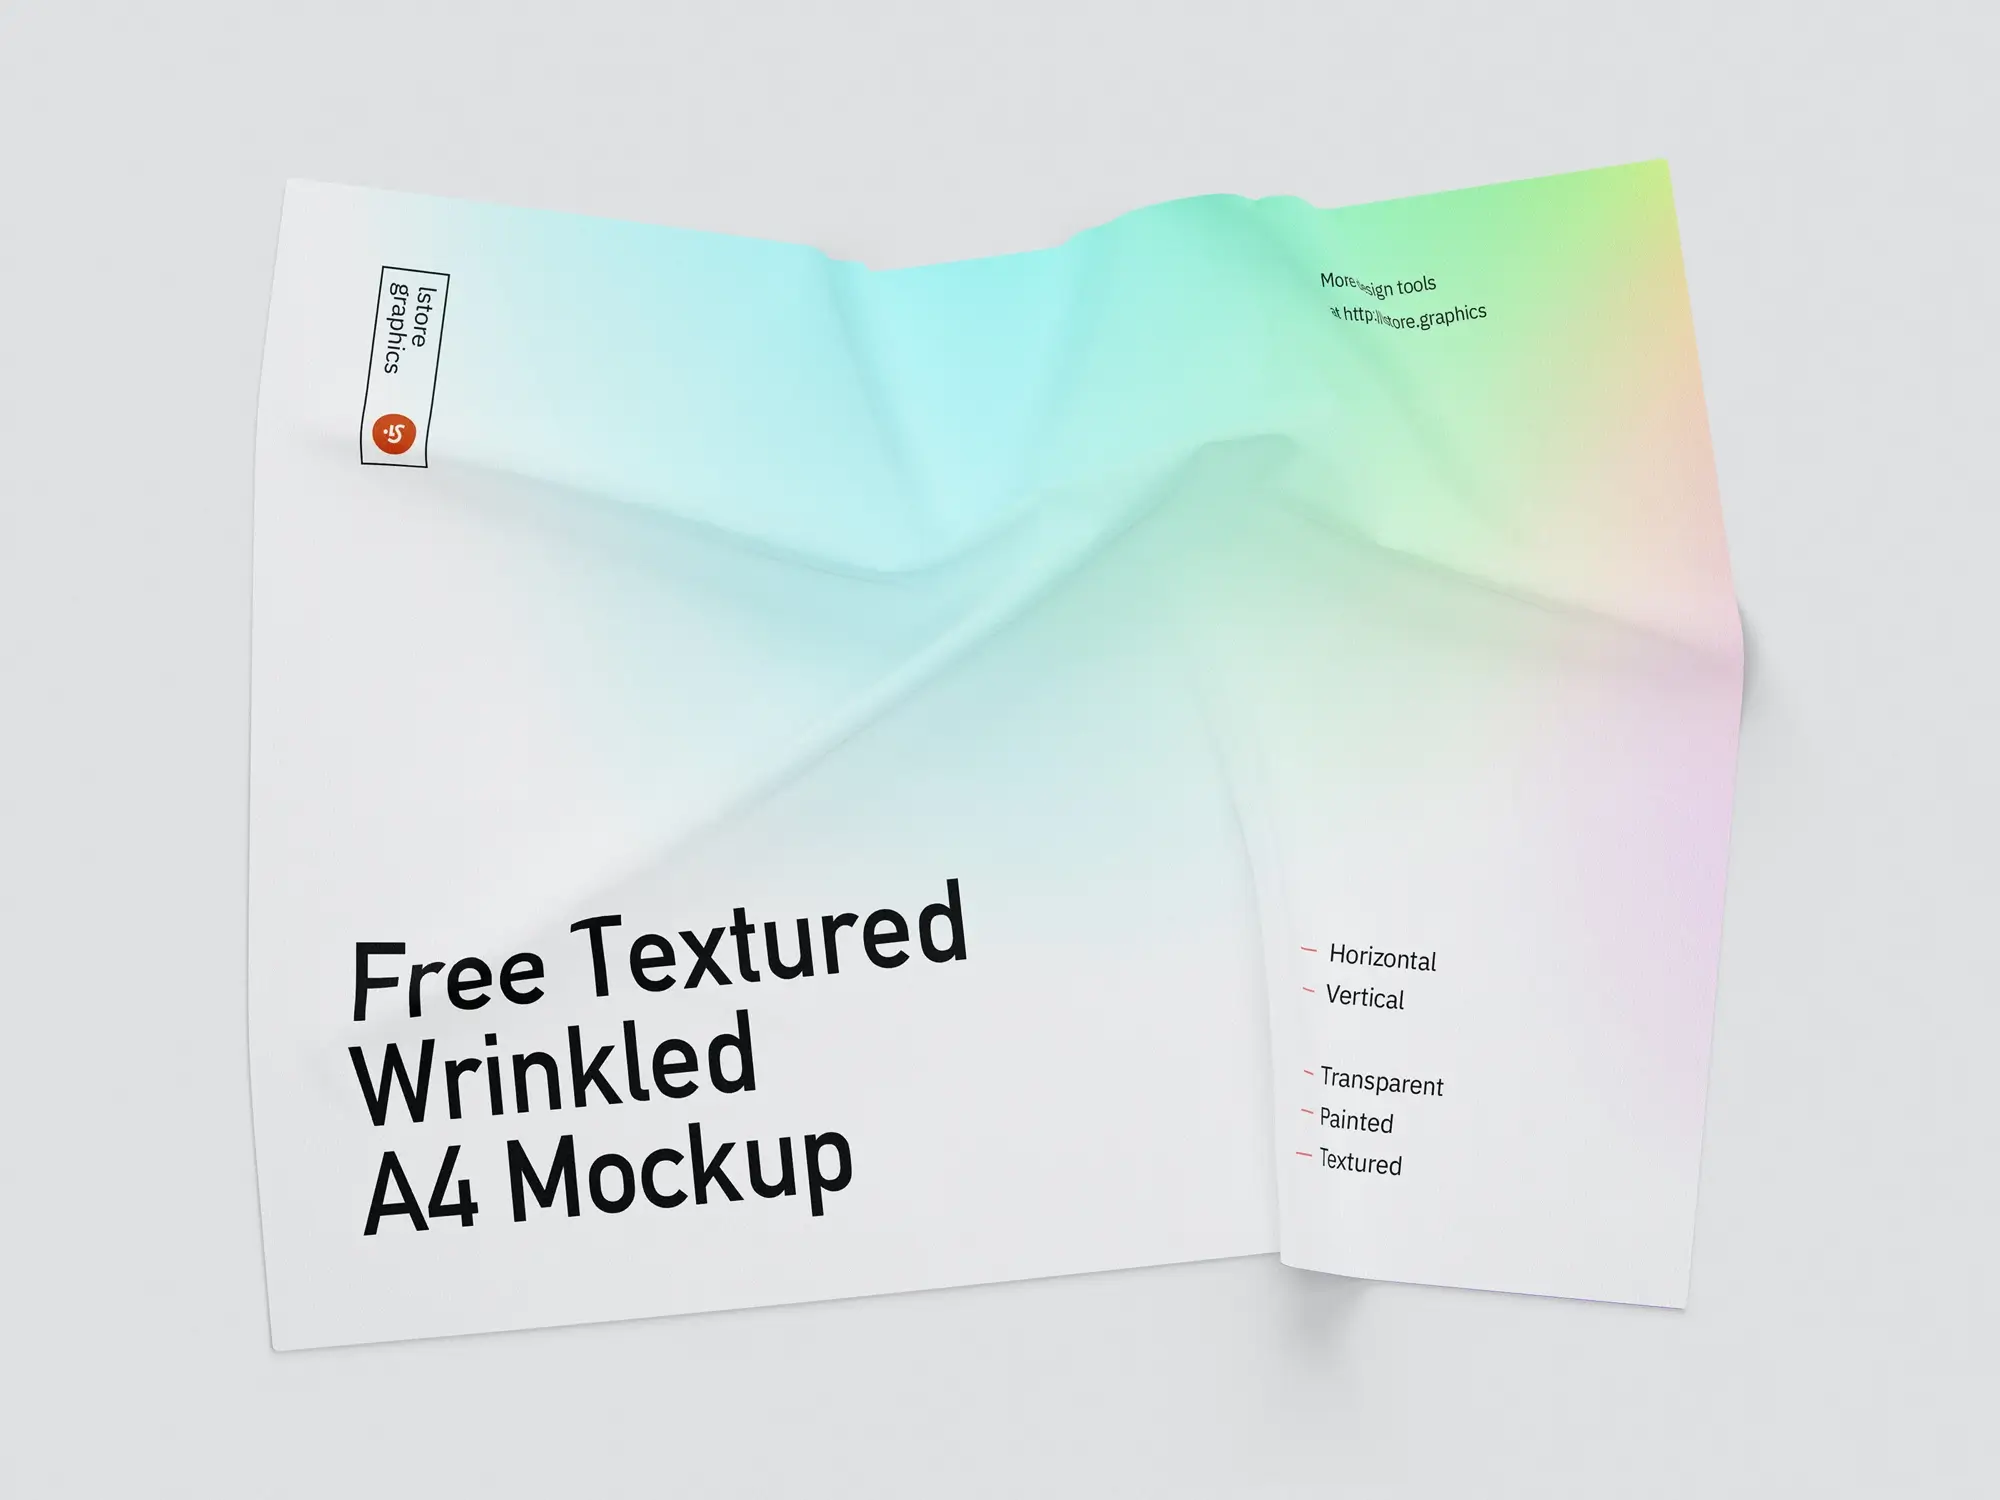 lstore
graphics
More design tools
at http://lstore.graphics
Free Textured
Wrinkled
A4 Mockup
— Horizontal
— Vertical
— Transparent
— Painted
— Textured